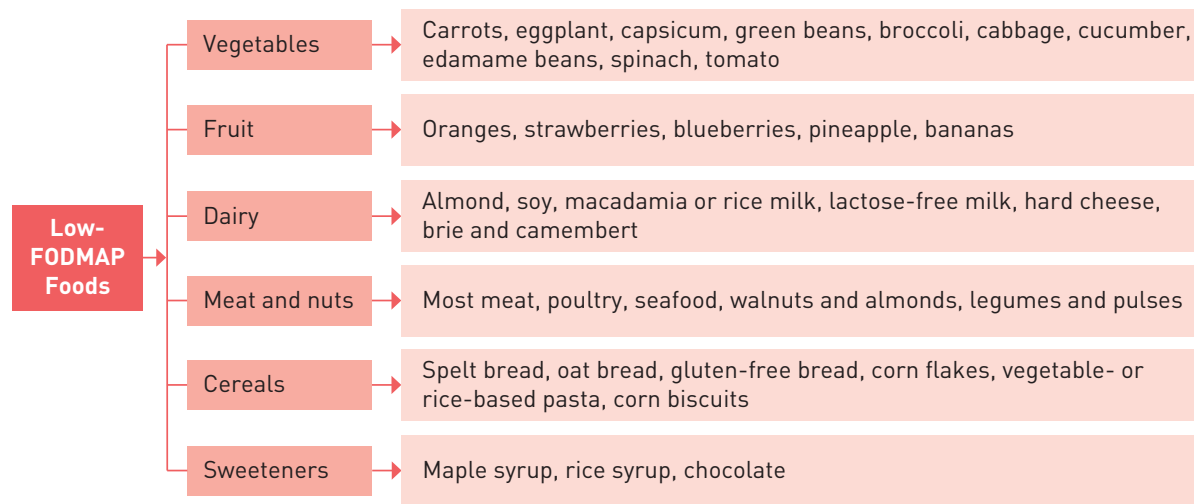 Low-
FODMAP
Foods
Vegetables
Carrots, eggplant, capsicum, green beans, broccoli, cabbage, cucumber,
edamame beans, spinach, tomato
Fruit
Oranges, strawberries, blueberries, pineapple, bananas
Dairy
Almond, soy, macadamia or rice milk, lactose-free milk, hard cheese,
brie and camembert
Meat and nuts
Most meat, poultry, seafood, walnuts and almonds, legumes and pulses
Cereals
Spelt bread, oat bread, gluten-free bread, corn flakes, vegetable- or
rice-based pasta, corn biscuits
Sweeteners
Maple syrup, rice syrup, chocolate